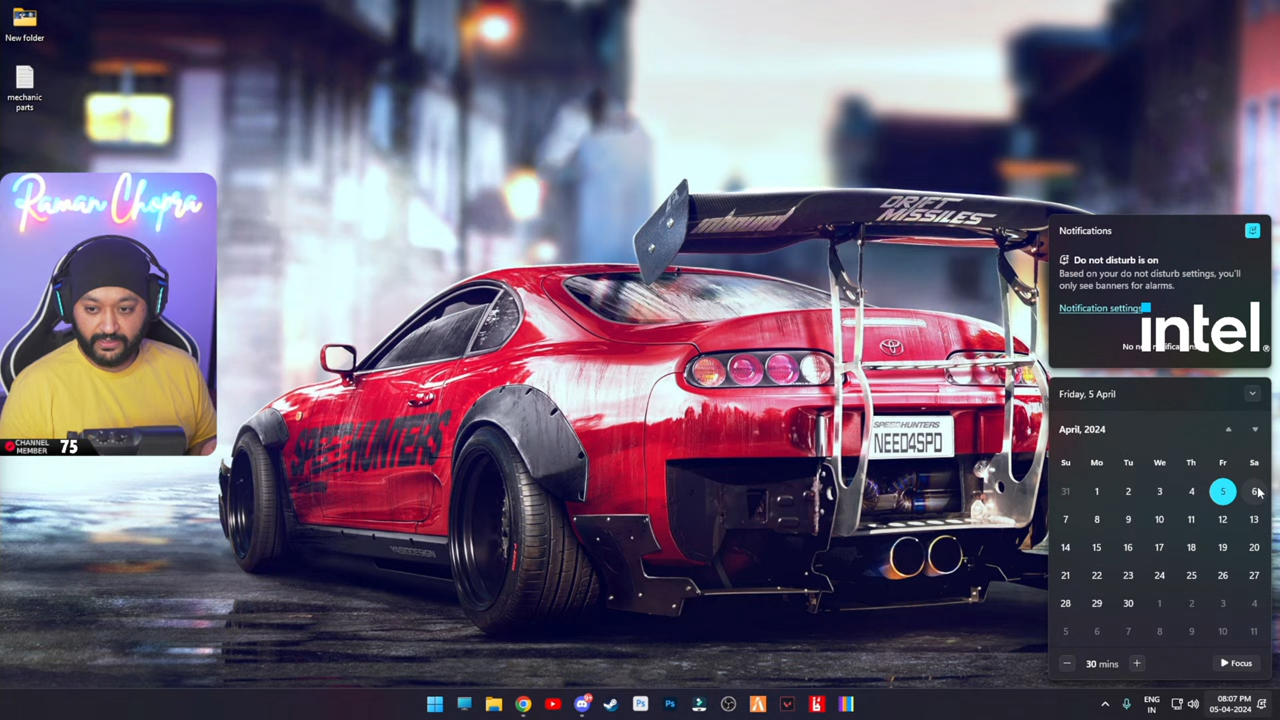 New folder
mechanic
parts
Raman Chopra
CHANNEL
MEMBER
75
DRIFT
MISSILES
SPEEDHUNTERS
SPEEDHUNTERS
NEED4SPD
Notifications
Do not disturb is on
Based on your do not disturb settings, you'll
only see banners for alarms.
Notification settings
intel
Friday, 5 April
April, 2024
Su Mo Tu We Th Fr Sa
31 1 2 3 4 5 6
7 8 9 10 11 12 13
14 15 16 17 18 19 20
21 22 23 24 25 26 27
28 29 30 1 2 3 4
5 6 7 8 9 10 11
30 mins
Focus
Ps
Ps
ENG
IN
08:07 PM
05-04-2024